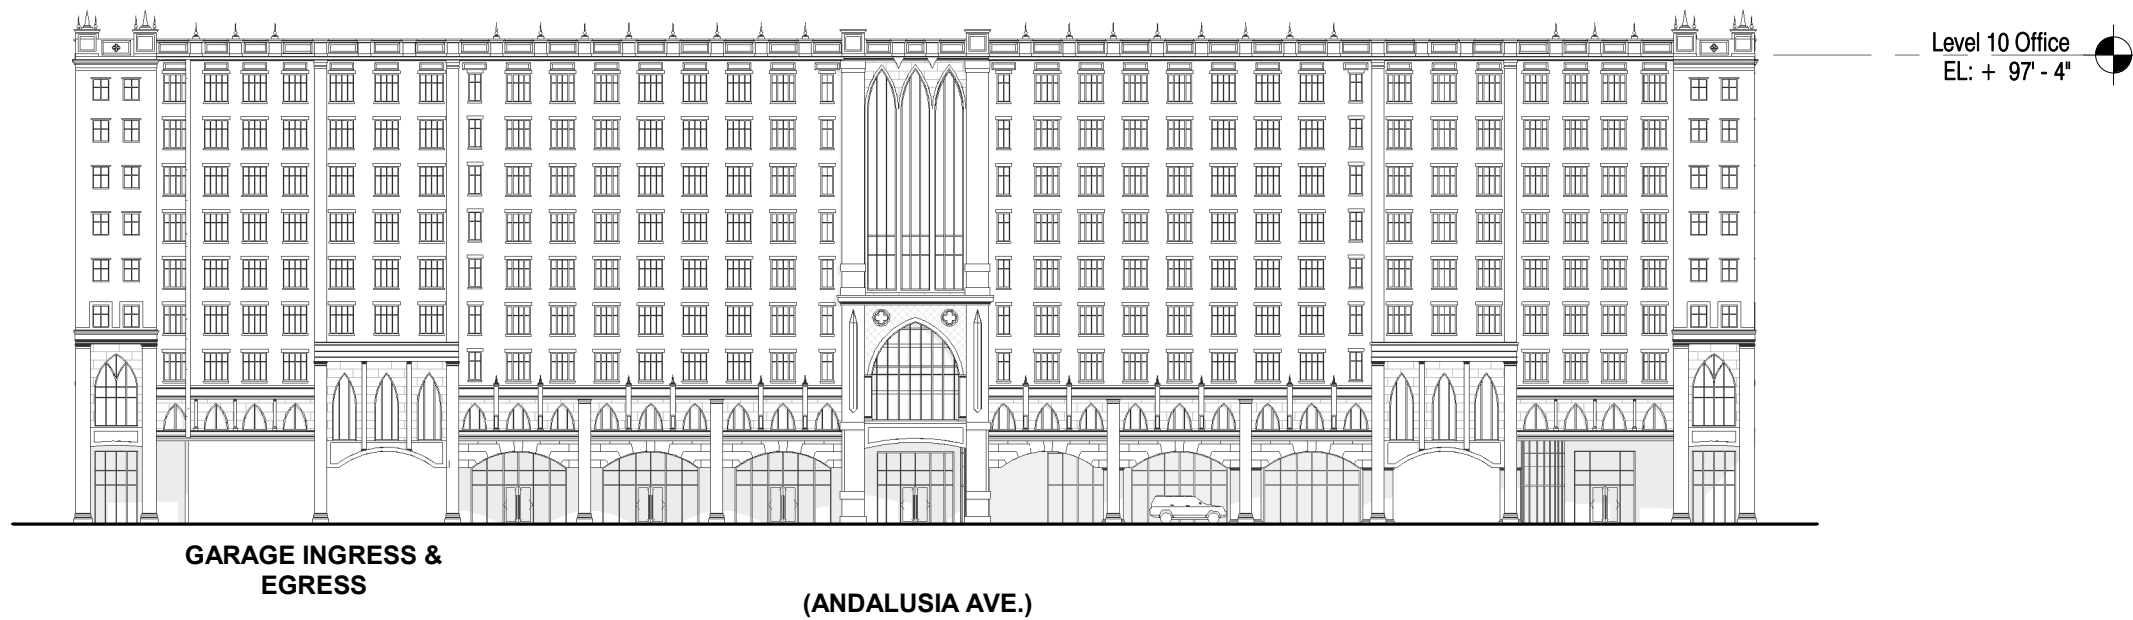 Level 10 Office
EL: + 97' - 4"
GARAGE INGRESS &
EGRESS
(ANDALUSIA AVE.)